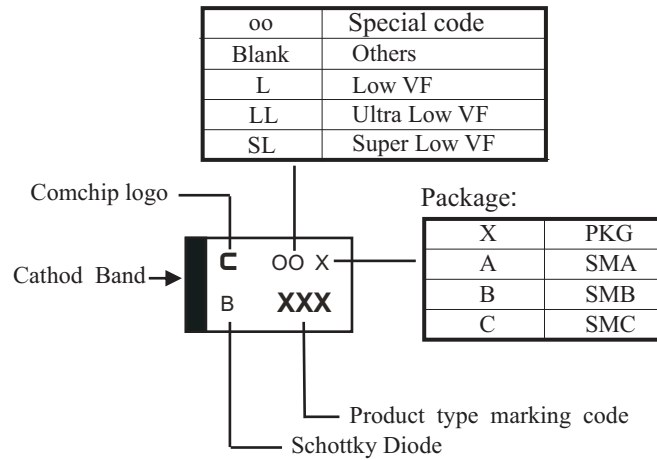 oo Special code
Blank Others
L Low VF
LL Ultra Low VF
SL Super Low VF
Comchip logo
Package:
X PKG
A SMA
B SMB
C SMC
Cathod Band
C OO X
B XXX
Product type marking code
Schottky Diode